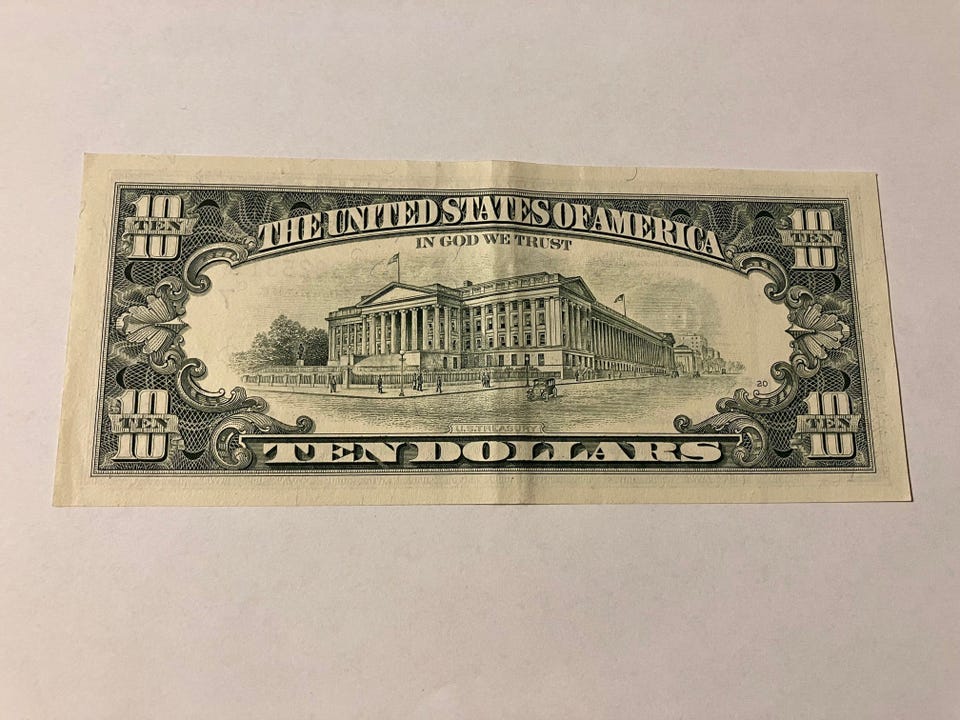 10
TEN
10
THE UNITED STATES OF AMERICA
10
TEN
10
IN GOD WE TRUST
20
10
TEN
10
U.S. TREASURY
TEN DOLLARS
10
TEN
10